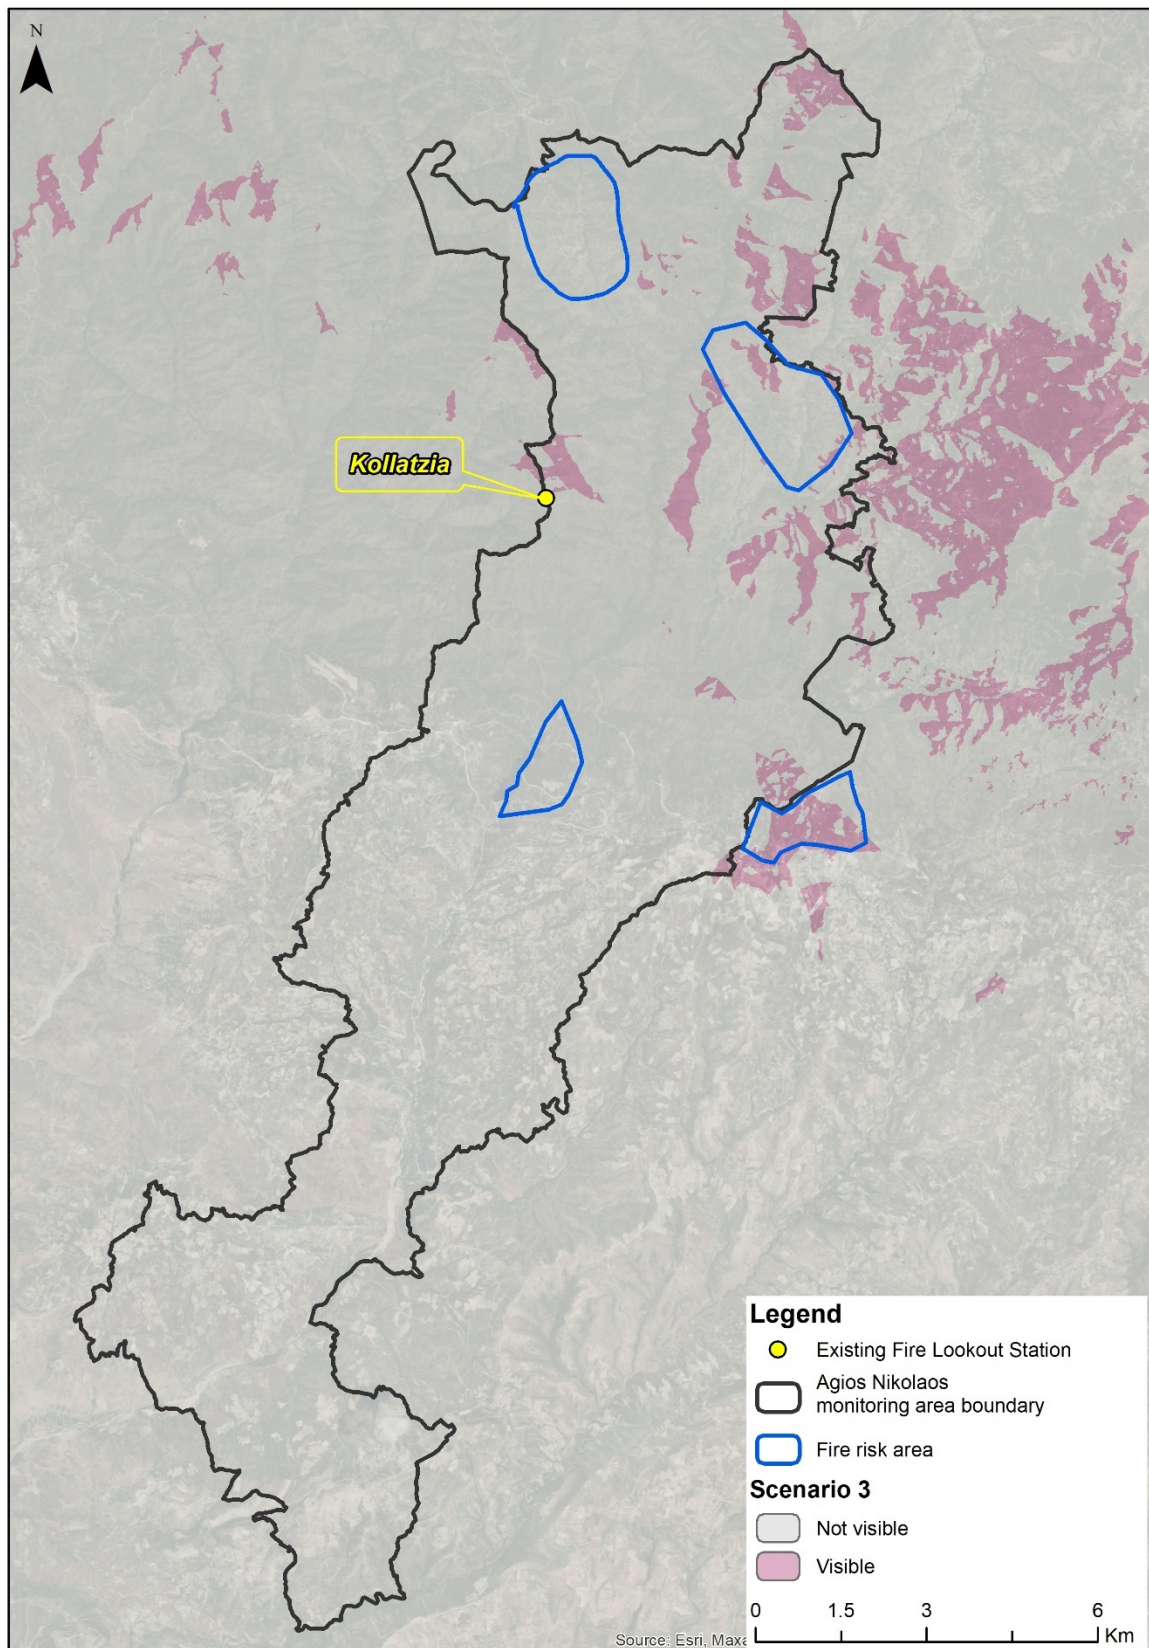 N
Kollatzia
Legend
Existing Fire Lookout Station
Agios Nikolaos
monitoring area boundary
Fire risk area
Scenario 3
Not visible
Visible
0 1.5 3 6
Km
Source: Esri, Maxa